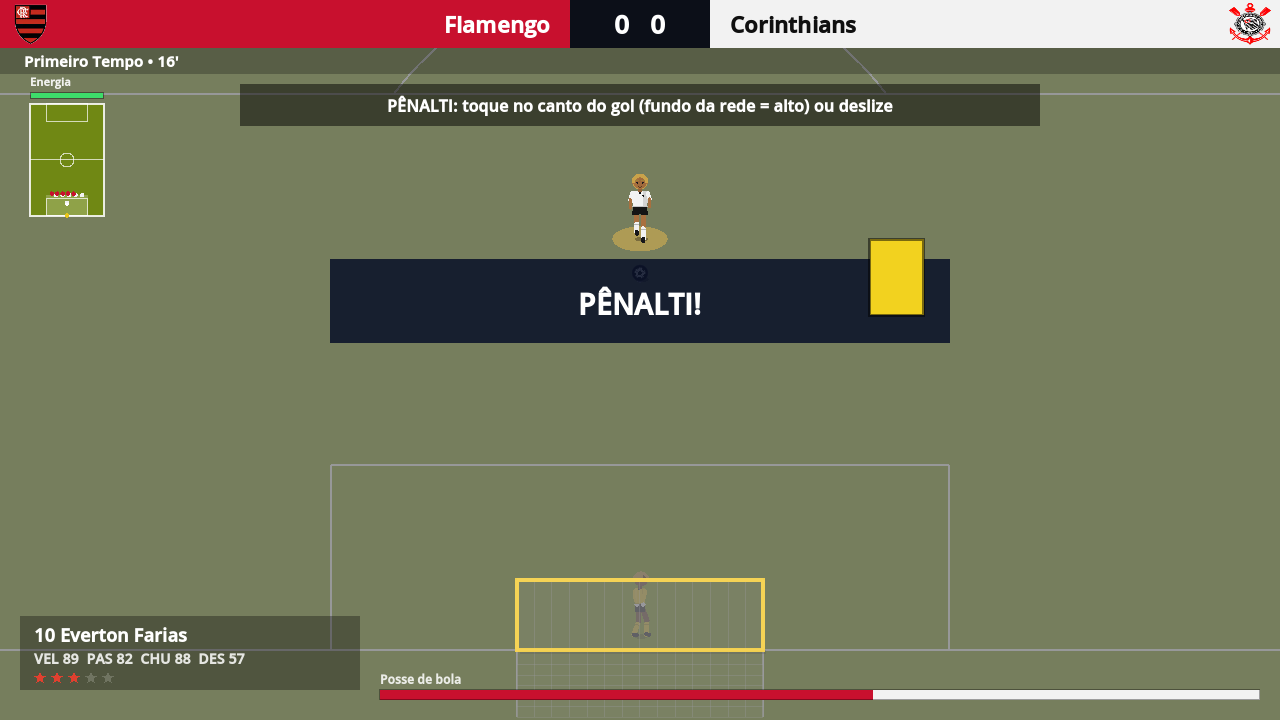 Flamengo 0 0 Corinthians
Primeiro Tempo • 16'
Energia
PÊNALTI: toque no canto do gol (fundo da rede = alto) ou deslize
PÊNALTI!
10 Everton Farias
VEL 89 PAS 82 CHU 88 DES 57
Posse de bola